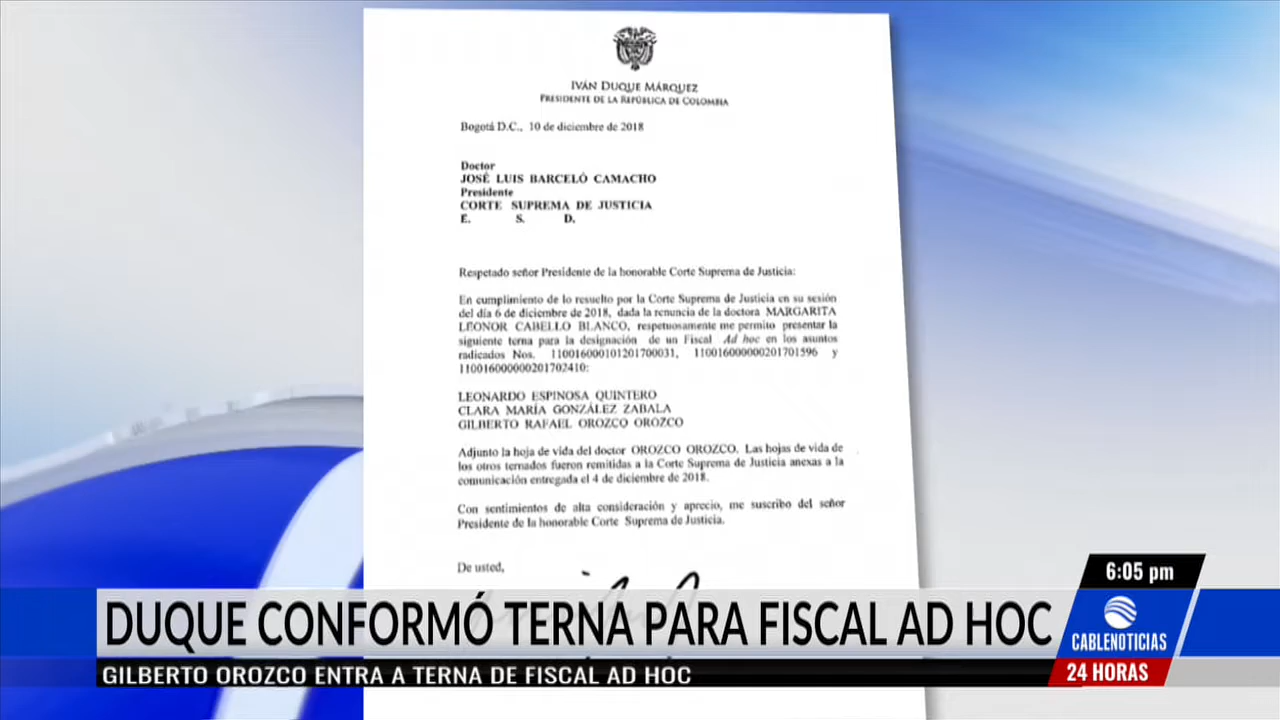 IVÁN DUQUE MÁRQUEZ
PRESIDENTE DE LA REPÚBLICA DE COLOMBIA
Bogotá D.C., 10 de diciembre de 2018
Doctor
JOSÉ LUIS BARCELÓ CAMACHO
Presidente
CORTE SUPREMA DE JUSTICIA
E. S. D.
Respetado señor Presidente de la honorable Corte Suprema de Justicia:
En cumplimiento de lo resuelto por la Corte Suprema de Justicia en su sesión
del día 6 de diciembre de 2018, dada la renuncia de la doctora MARGARITA
LEONOR CABELLO BLANCO, respetuosamente me permito presentar la
siguiente terna para la designación de un Fiscal Ad hoc en los asuntos
radicados Nos. 110016000101201700031, 110016000000201701596 y
110016000000201702410:
LEONARDO ESPINOSA QUINTERO
CLARA MARÍA GONZÁLEZ ZABALA
GILBERTO RAFAEL OROZCO OROZCO
Adjunto la hoja de vida del doctor OROZCO OROZCO. Las hojas de vida de
los otros ternados fueron remitidas a la Corte Suprema de Justicia anexas a la
comunicación entregada el 4 de diciembre de 2018.
Con sentimientos de alta consideración y aprecio, me suscribo del señor
Presidente de la honorable Corte Suprema de Justicia.
De usted,
6:05 pm
DUQUE CONFORMÓ TERNA PARA FISCAL AD HOC
CABLENOTICIAS
GILBERTO OROZCO ENTRA A TERNA DE FISCAL AD HOC
24 HORAS